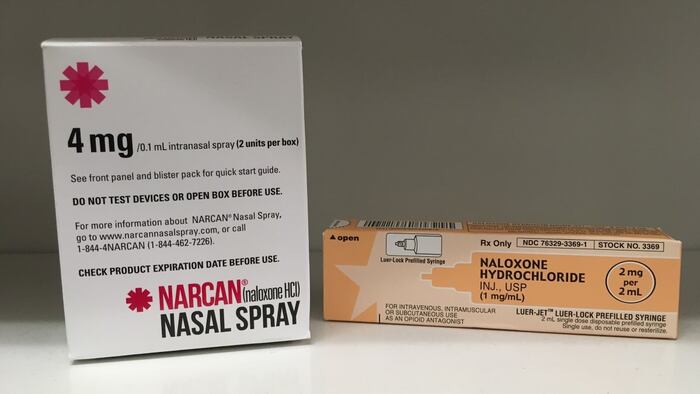 4 mg /0.1 mL intranasal spray (2 units per box)
See front panel and blister pack for quick start guide.
DO NOT TEST DEVICES OR OPEN BOX BEFORE USE.
For more information about NARCAN® Nasal Spray,
go to www.narcannasalspray.com, or call
1-844-4NARCAN (1-844-462-7226).
CHECK PRODUCT EXPIRATION DATE BEFORE USE.
NARCAN® (naloxone HCl)
NASAL SPRAY
▲open
Luer-Lock Prefilled Syringe
Rx Only NDC 76329-3369-1 STOCK NO. 3369
NALOXONE
HYDROCHLORIDE
INJ., USP
(1 mg/mL)
2 mg
per
2 mL
FOR INTRAVENOUS, INTRAMUSCULAR
OR SUBCUTANEOUS USE
AS AN OPIOID ANTAGONIST
LUER-JET™ LUER-LOCK PREFILLED SYRINGE
2 mL single dose disposable prefilled syringe
Single use, do not reuse or resterilize.